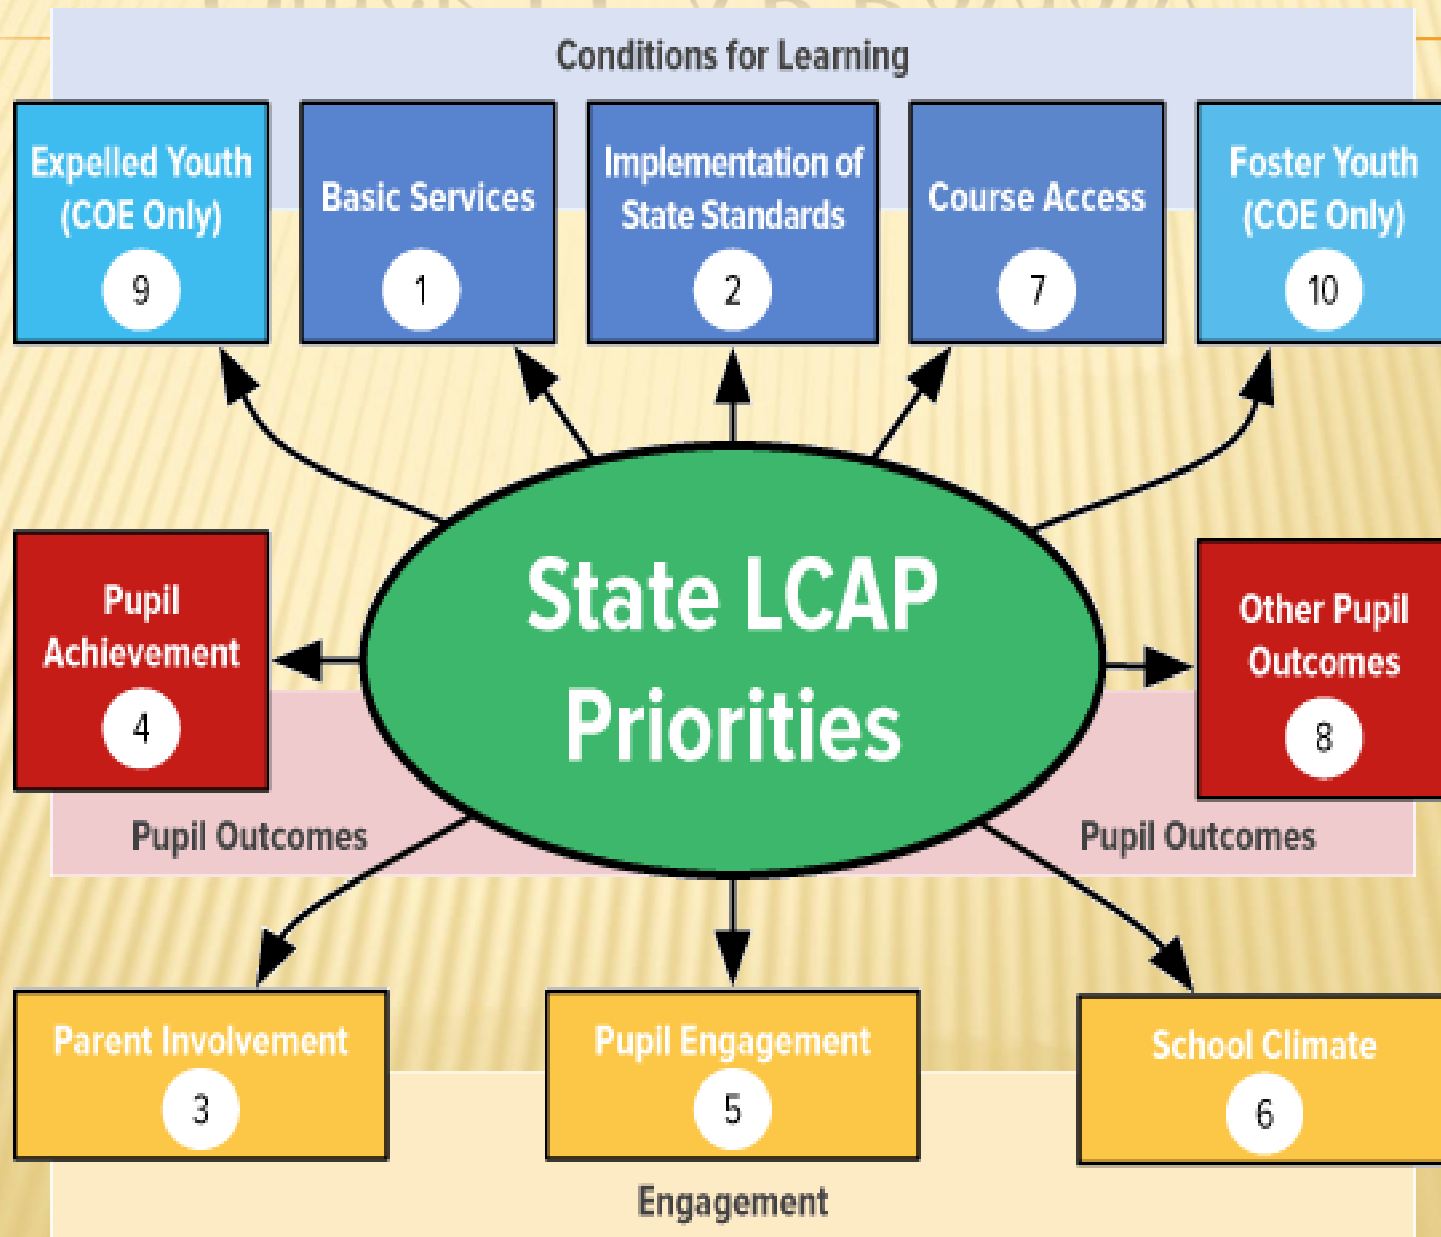 Conditions for Learning
Expelled Youth
(COE Only)
9
Basic Services
1
Implementation of
State Standards
2
Course Access
7
Foster Youth
(COE Only)
10
State LCAP
Priorities
Pupil
Achievement
4
Other Pupil
Outcomes
8
Pupil Outcomes
Pupil Outcomes
Parent Involvement
3
Pupil Engagement
5
School Climate
6
Engagement